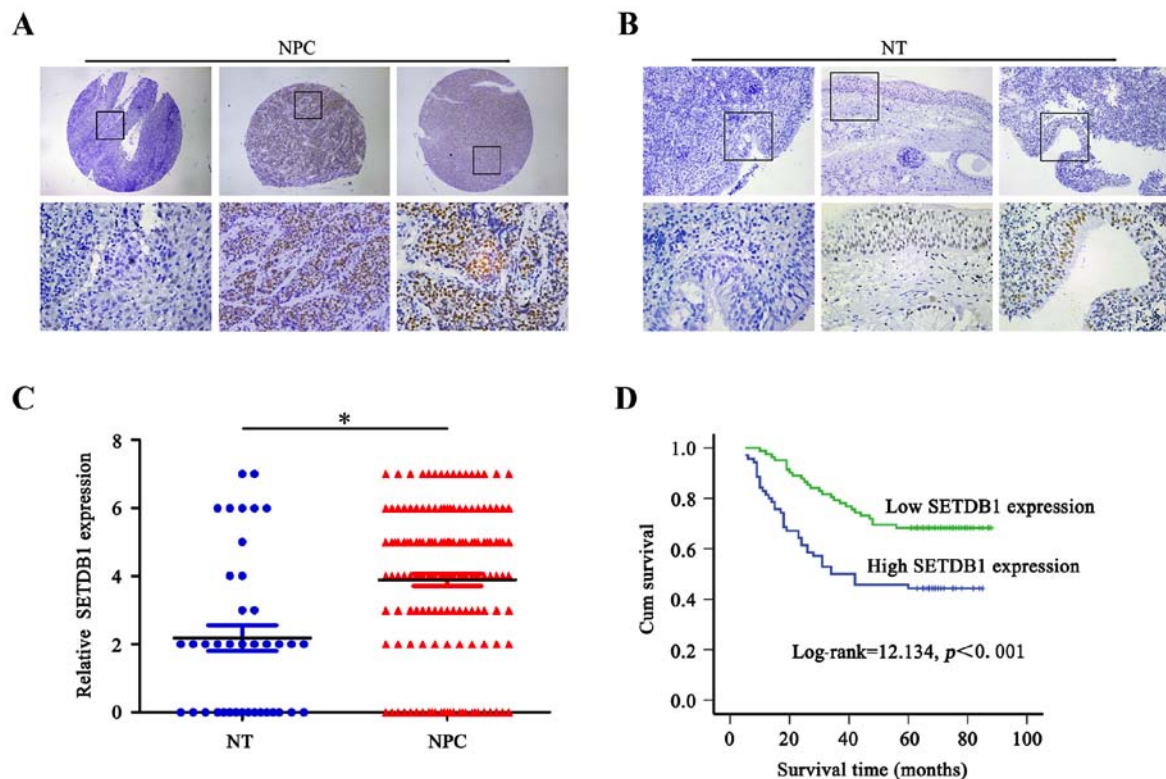 A
NPC
B
NT
C
*
8
6
4
2
0
Relative SETDB1 expression
NT
NPC
D
1.0
0.8
0.6
0.4
0.2
0.0
Cum survival
Low SETDB1 expression
High SETDB1 expression
Log-rank=12.134, p<0.001
0 20 40 60 80 100
Survival time (months)